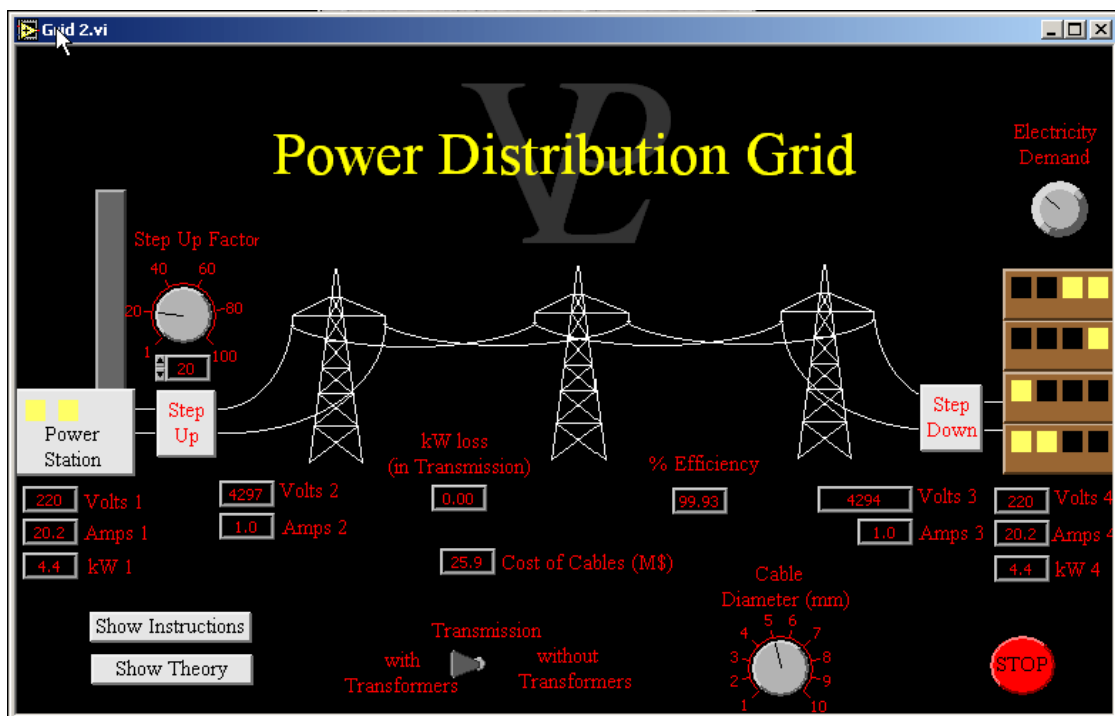 Grid 2.vi
VPL
Power Distribution Grid
Electricity
Demand
Step Up Factor
40 60
20 80
1 100
20
Power
Station
Step
Up
Step
Down
kW loss
(in Transmission)
0.00
% Efficiency
99.93
220 Volts 1
20.2 Amps 1
4.4 kW 1
4297 Volts 2
1.0 Amps 2
4294 Volts 3
1.0 Amps 3
220 Volts 4
20.2 Amps 4
4.4 kW 4
25.9 Cost of Cables (M$)
Cable
Diameter (mm)
5 6
4 7
3 8
2 9
1 10
Show Instructions
Show Theory
Transmission
with
Transformers
without
Transformers
STOP